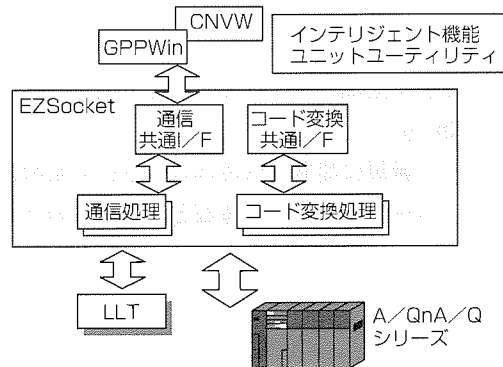 CNVW
GPPWin
インテリジェント機能
ユニットユーティリティ
EZSocket
通信
共通I/F
コード変換
共通I/F
通信処理
コード変換処理
LLT
A/QnA/Q
シリーズ